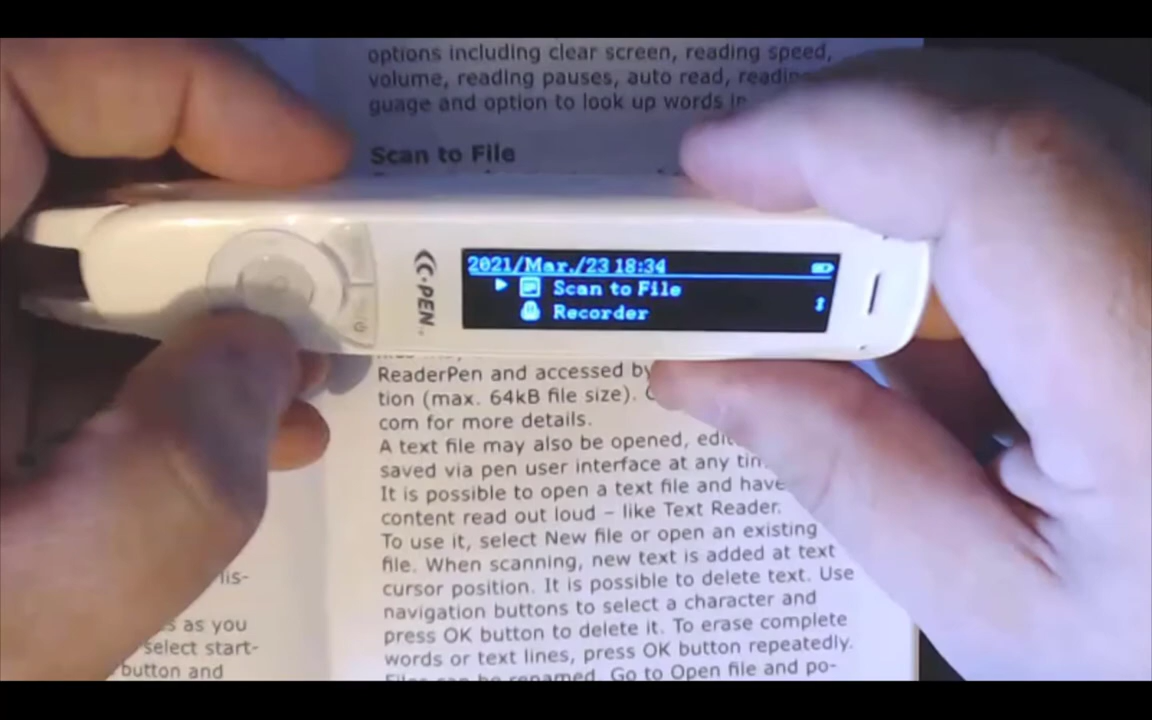 options including clear screen, reading speed,
volume, reading pauses, auto read, reading
guage and option to look up words in
Scan to File
C-PEN
2021/Mar./23 18:34
Scan to File
Recorder
ReaderPen and accessed by
tion (max. 64kB file size).
com for more details.
A text file may also be opened,
saved via pen user interface at any
It is possible to open a text file and have
content read out loud – like Text Reader.
To use it, select New file or open an existing
file. When scanning, new text is added at text
cursor position. It is possible to delete text. Use
navigation buttons to select a character and
press OK button to delete it. To erase complete
words or text lines, press OK button repeatedly.
Files can be renamed. Go to Open file and po-
lis-
s as you
select start-
button and